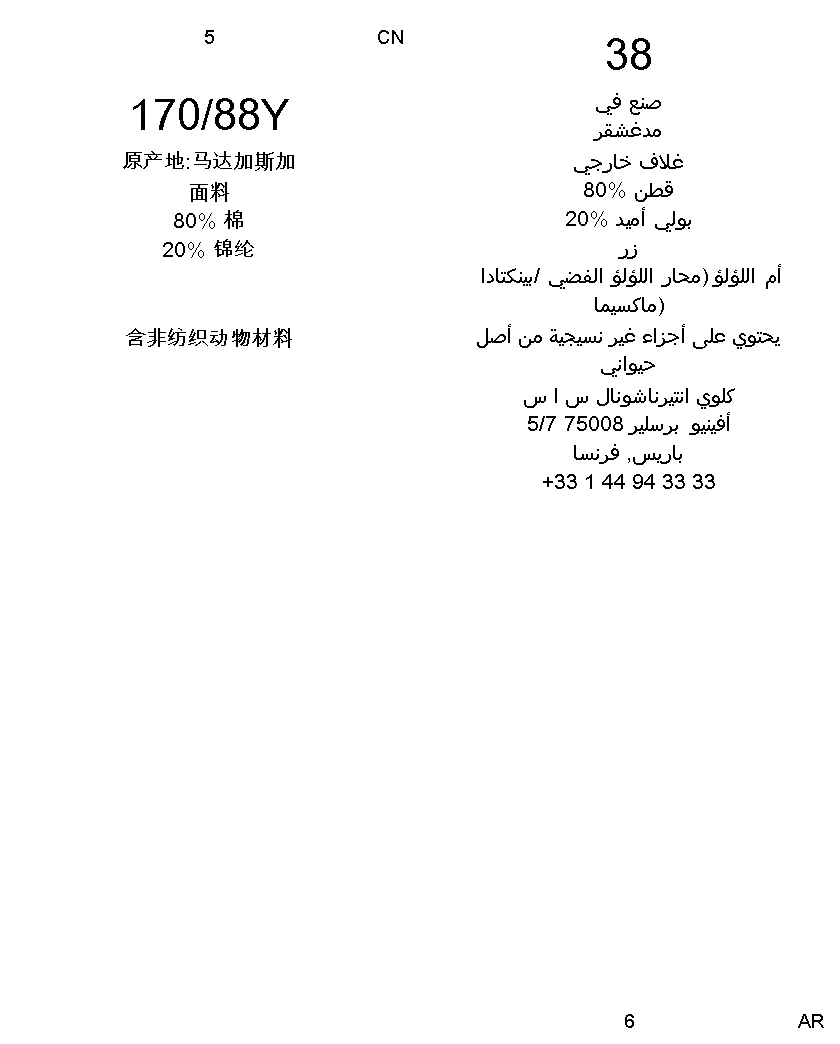 5
CN
170/88Y
原产地:马达加斯加
面料
80% 棉
20% 锦纶
含非纺织动物材料
38
صنع في
مدغشقر
غلاف خارجي
80% قطن
20% بولي أميد
زر
أم اللؤلؤ (محار اللؤلؤ الفضي /بينكتادا
ماكسيما)
يحتوي على أجزاء غير نسيجية من أصل
حيواني
كلوي انتيرناشونال س ا س
5/7 أفينيو برسلير 75008
باريس, فرنسا
+33 1 44 94 33 33
6
AR